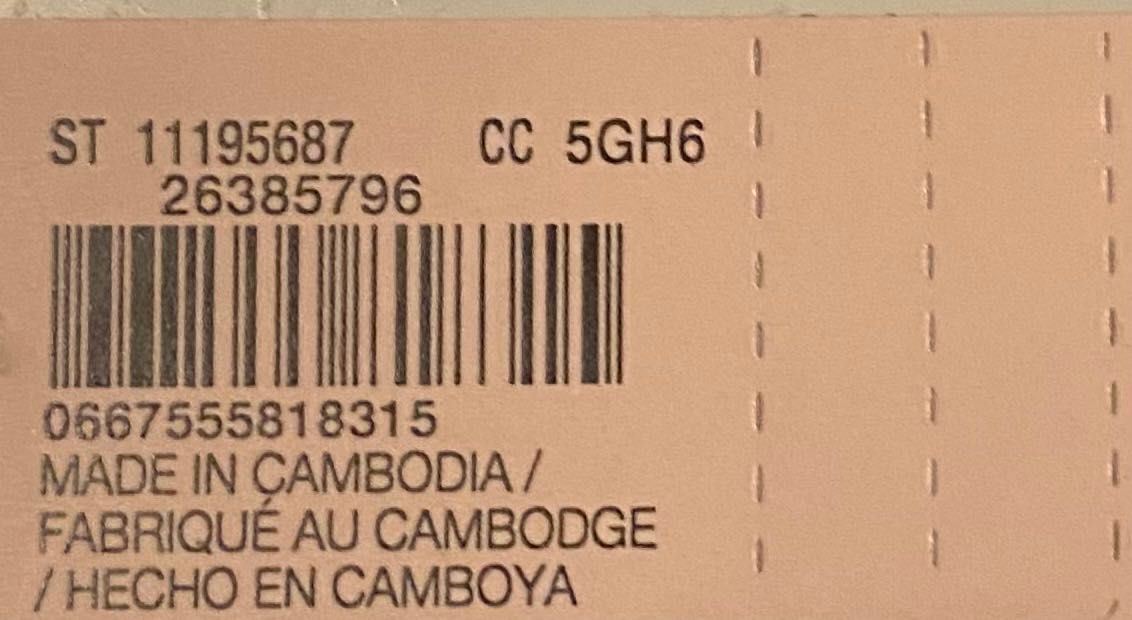 ST 11195687 CC 5GH6
26385796
0667555818315
MADE IN CAMBODIA /
FABRIQUÉ AU CAMBODGE
/ HECHO EN CAMBOYA